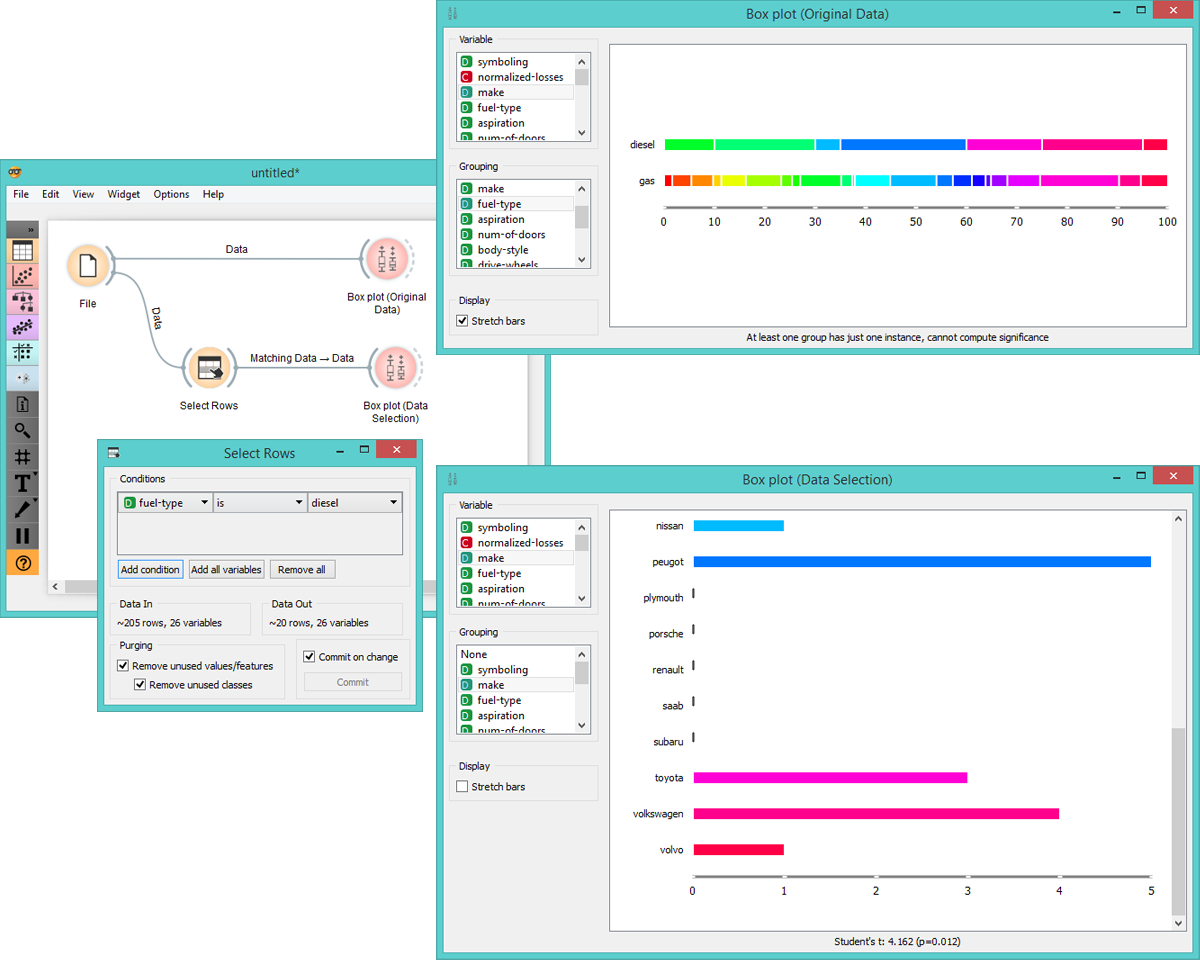 Box plot (Original Data)
Variable
D symboling
C normalized-losses
D make
D fuel-type
D aspiration
D num-of-doors
Grouping
D make
D fuel-type
D aspiration
D num-of-doors
D body-style
D drive-wheels
Display
Stretch bars
diesel
gas
0 10 20 30 40 50 60 70 80 90 100
At least one group has just one instance, cannot compute significance
untitled*
File Edit View Widget Options Help
»
T
?
File
Data
Data
Box plot (Original
Data)
Select Rows
Matching Data → Data
Box plot (Data
Selection)
Select Rows
Conditions
D fuel-type is diesel
Add condition Add all variables Remove all
Data In
~205 rows, 26 variables
Data Out
~20 rows, 26 variables
Purging
Remove unused values/features
Remove unused classes
Commit on change
Commit
Box plot (Data Selection)
Variable
D symboling
C normalized-losses
D make
D fuel-type
D aspiration
D num-of-doors
Grouping
None
D symboling
D make
D fuel-type
D aspiration
D num-of-doors
Display
Stretch bars
nissan
peugot
plymouth
porsche
renault
saab
subaru
toyota
volkswagen
volvo
0 1 2 3 4 5
Student's t: 4.162 (p=0.012)